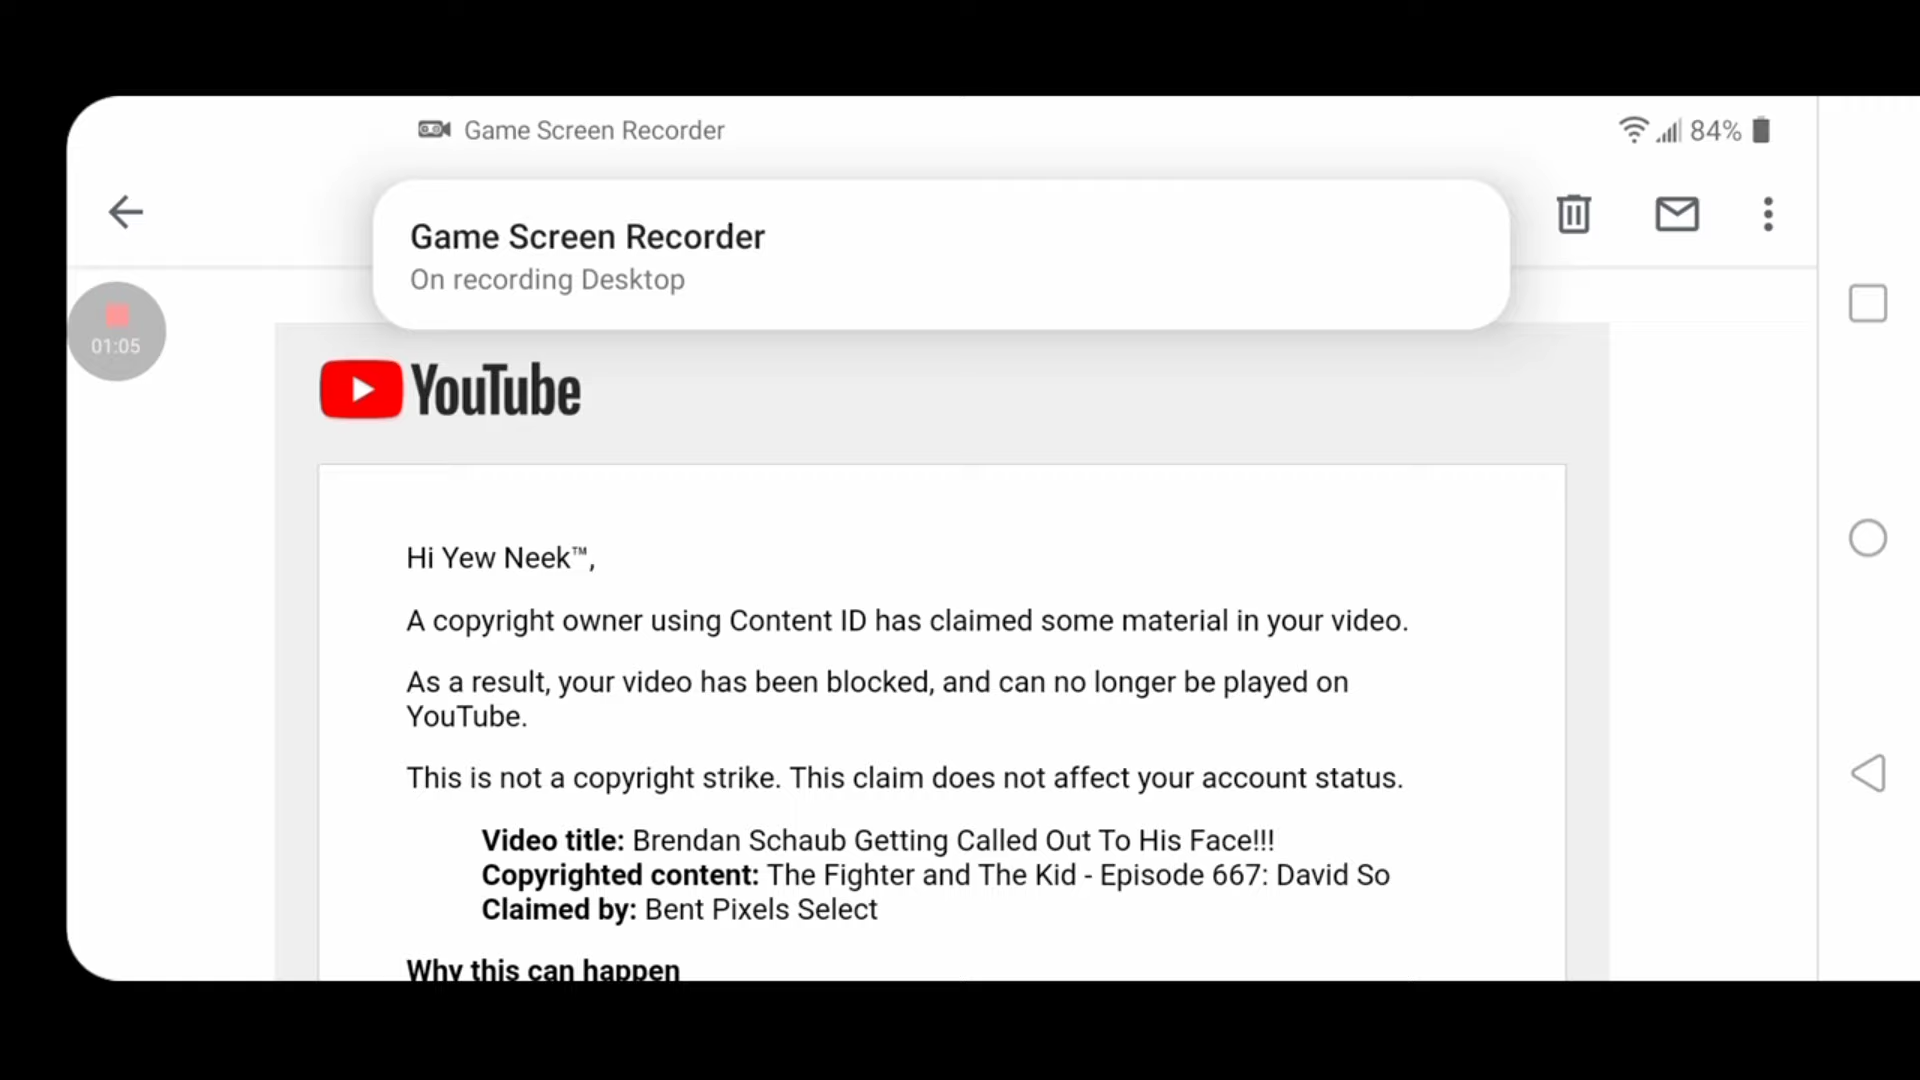 Game Screen Recorder
84%
Game Screen Recorder
On recording Desktop
01:05
YouTube
Hi Yew Neek™,
A copyright owner using Content ID has claimed some material in your video.
As a result, your video has been blocked, and can no longer be played on
YouTube.
This is not a copyright strike. This claim does not affect your account status.
Video title: Brendan Schaub Getting Called Out To His Face!!!
Copyrighted content: The Fighter and The Kid - Episode 667: David So
Claimed by: Bent Pixels Select
Why this can happen